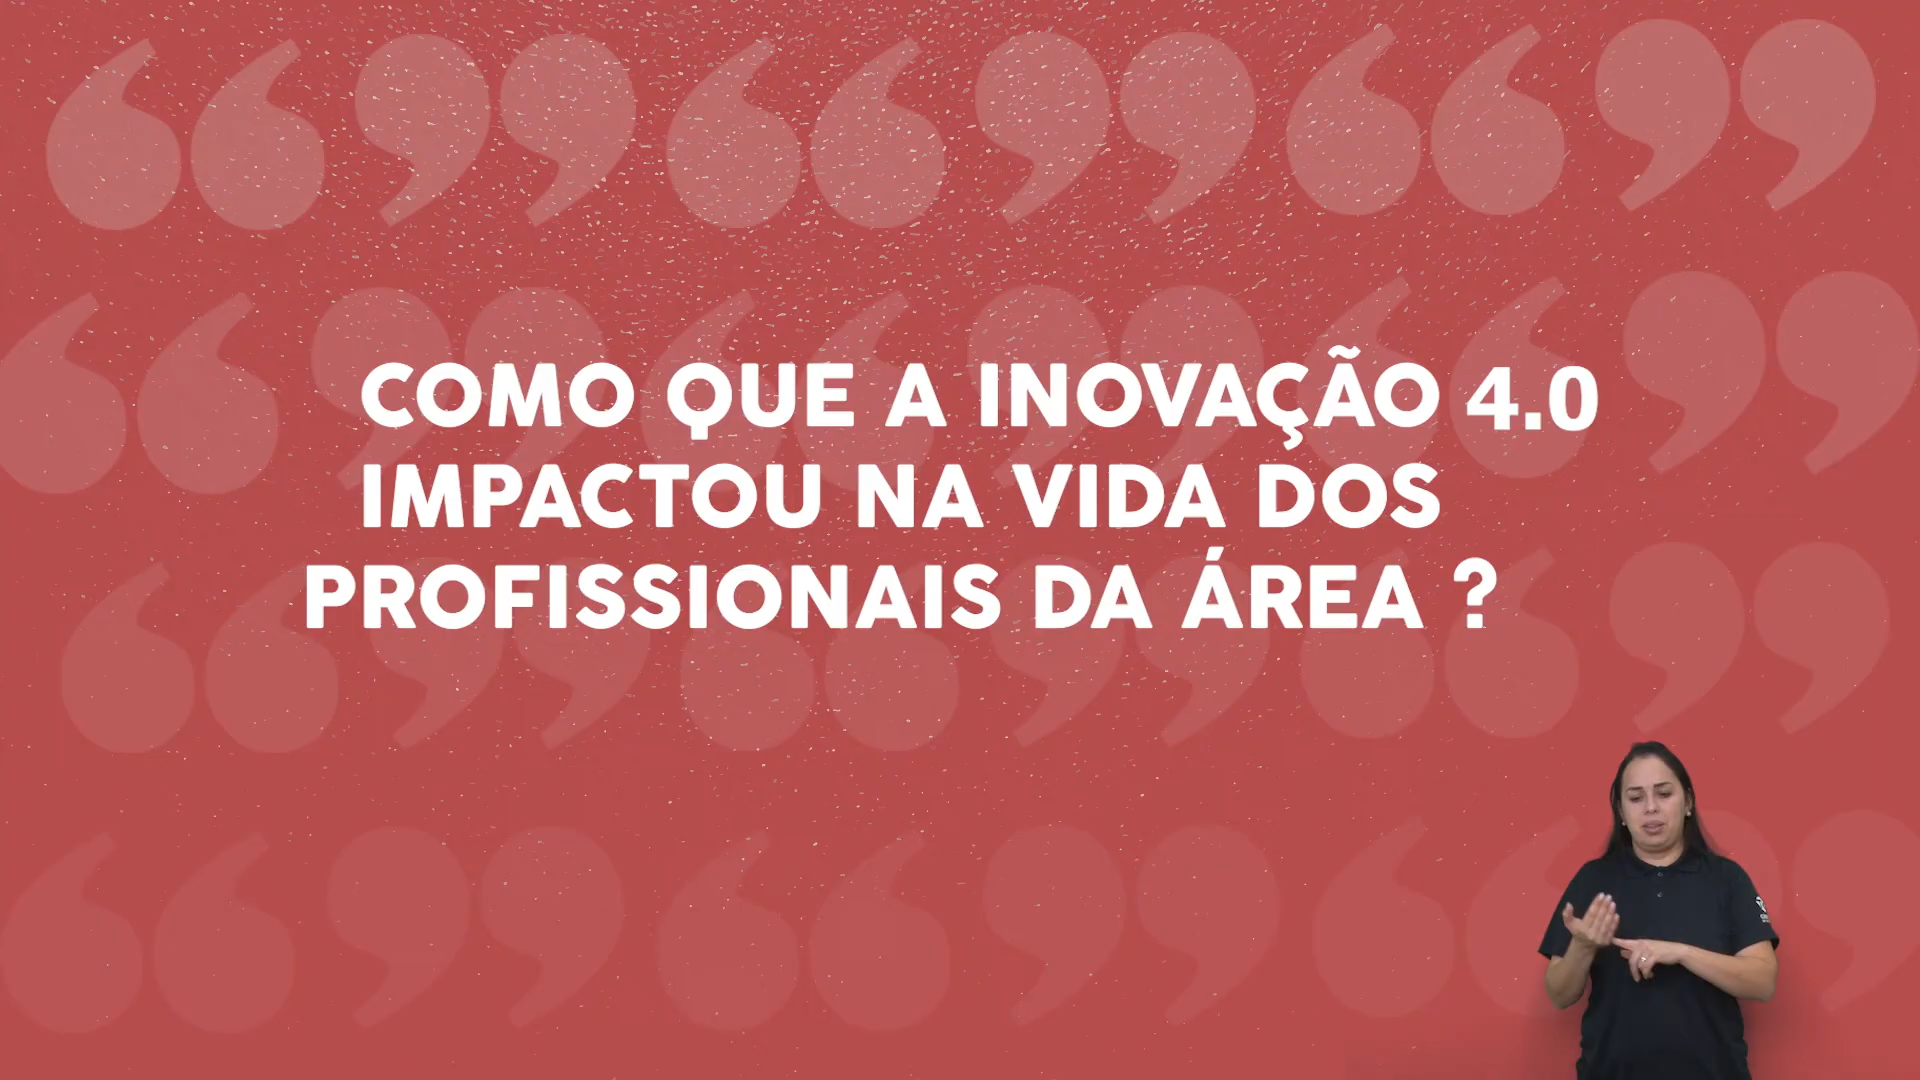 COMO QUE A INOVAÇÃO 4.0
IMPACTOU NA VIDA DOS
PROFISSIONAIS DA ÁREA ?